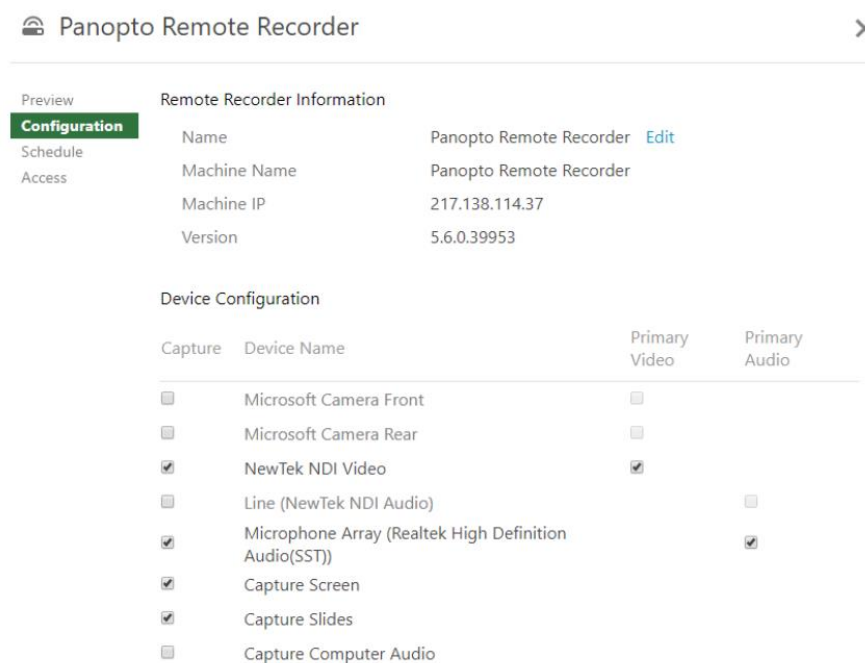 Panopto Remote Recorder
Preview
Configuration
Schedule
Access
Remote Recorder Information
Name Panopto Remote Recorder Edit
Machine Name Panopto Remote Recorder
Machine IP 217.138.114.37
Version 5.6.0.39953
Device Configuration
Capture Device Name Primary Video Primary Audio
Microsoft Camera Front
Microsoft Camera Rear
NewTek NDI Video
Line (NewTek NDI Audio)
Microphone Array (Realtek High Definition
Audio(SST))
Capture Screen
Capture Slides
Capture Computer Audio